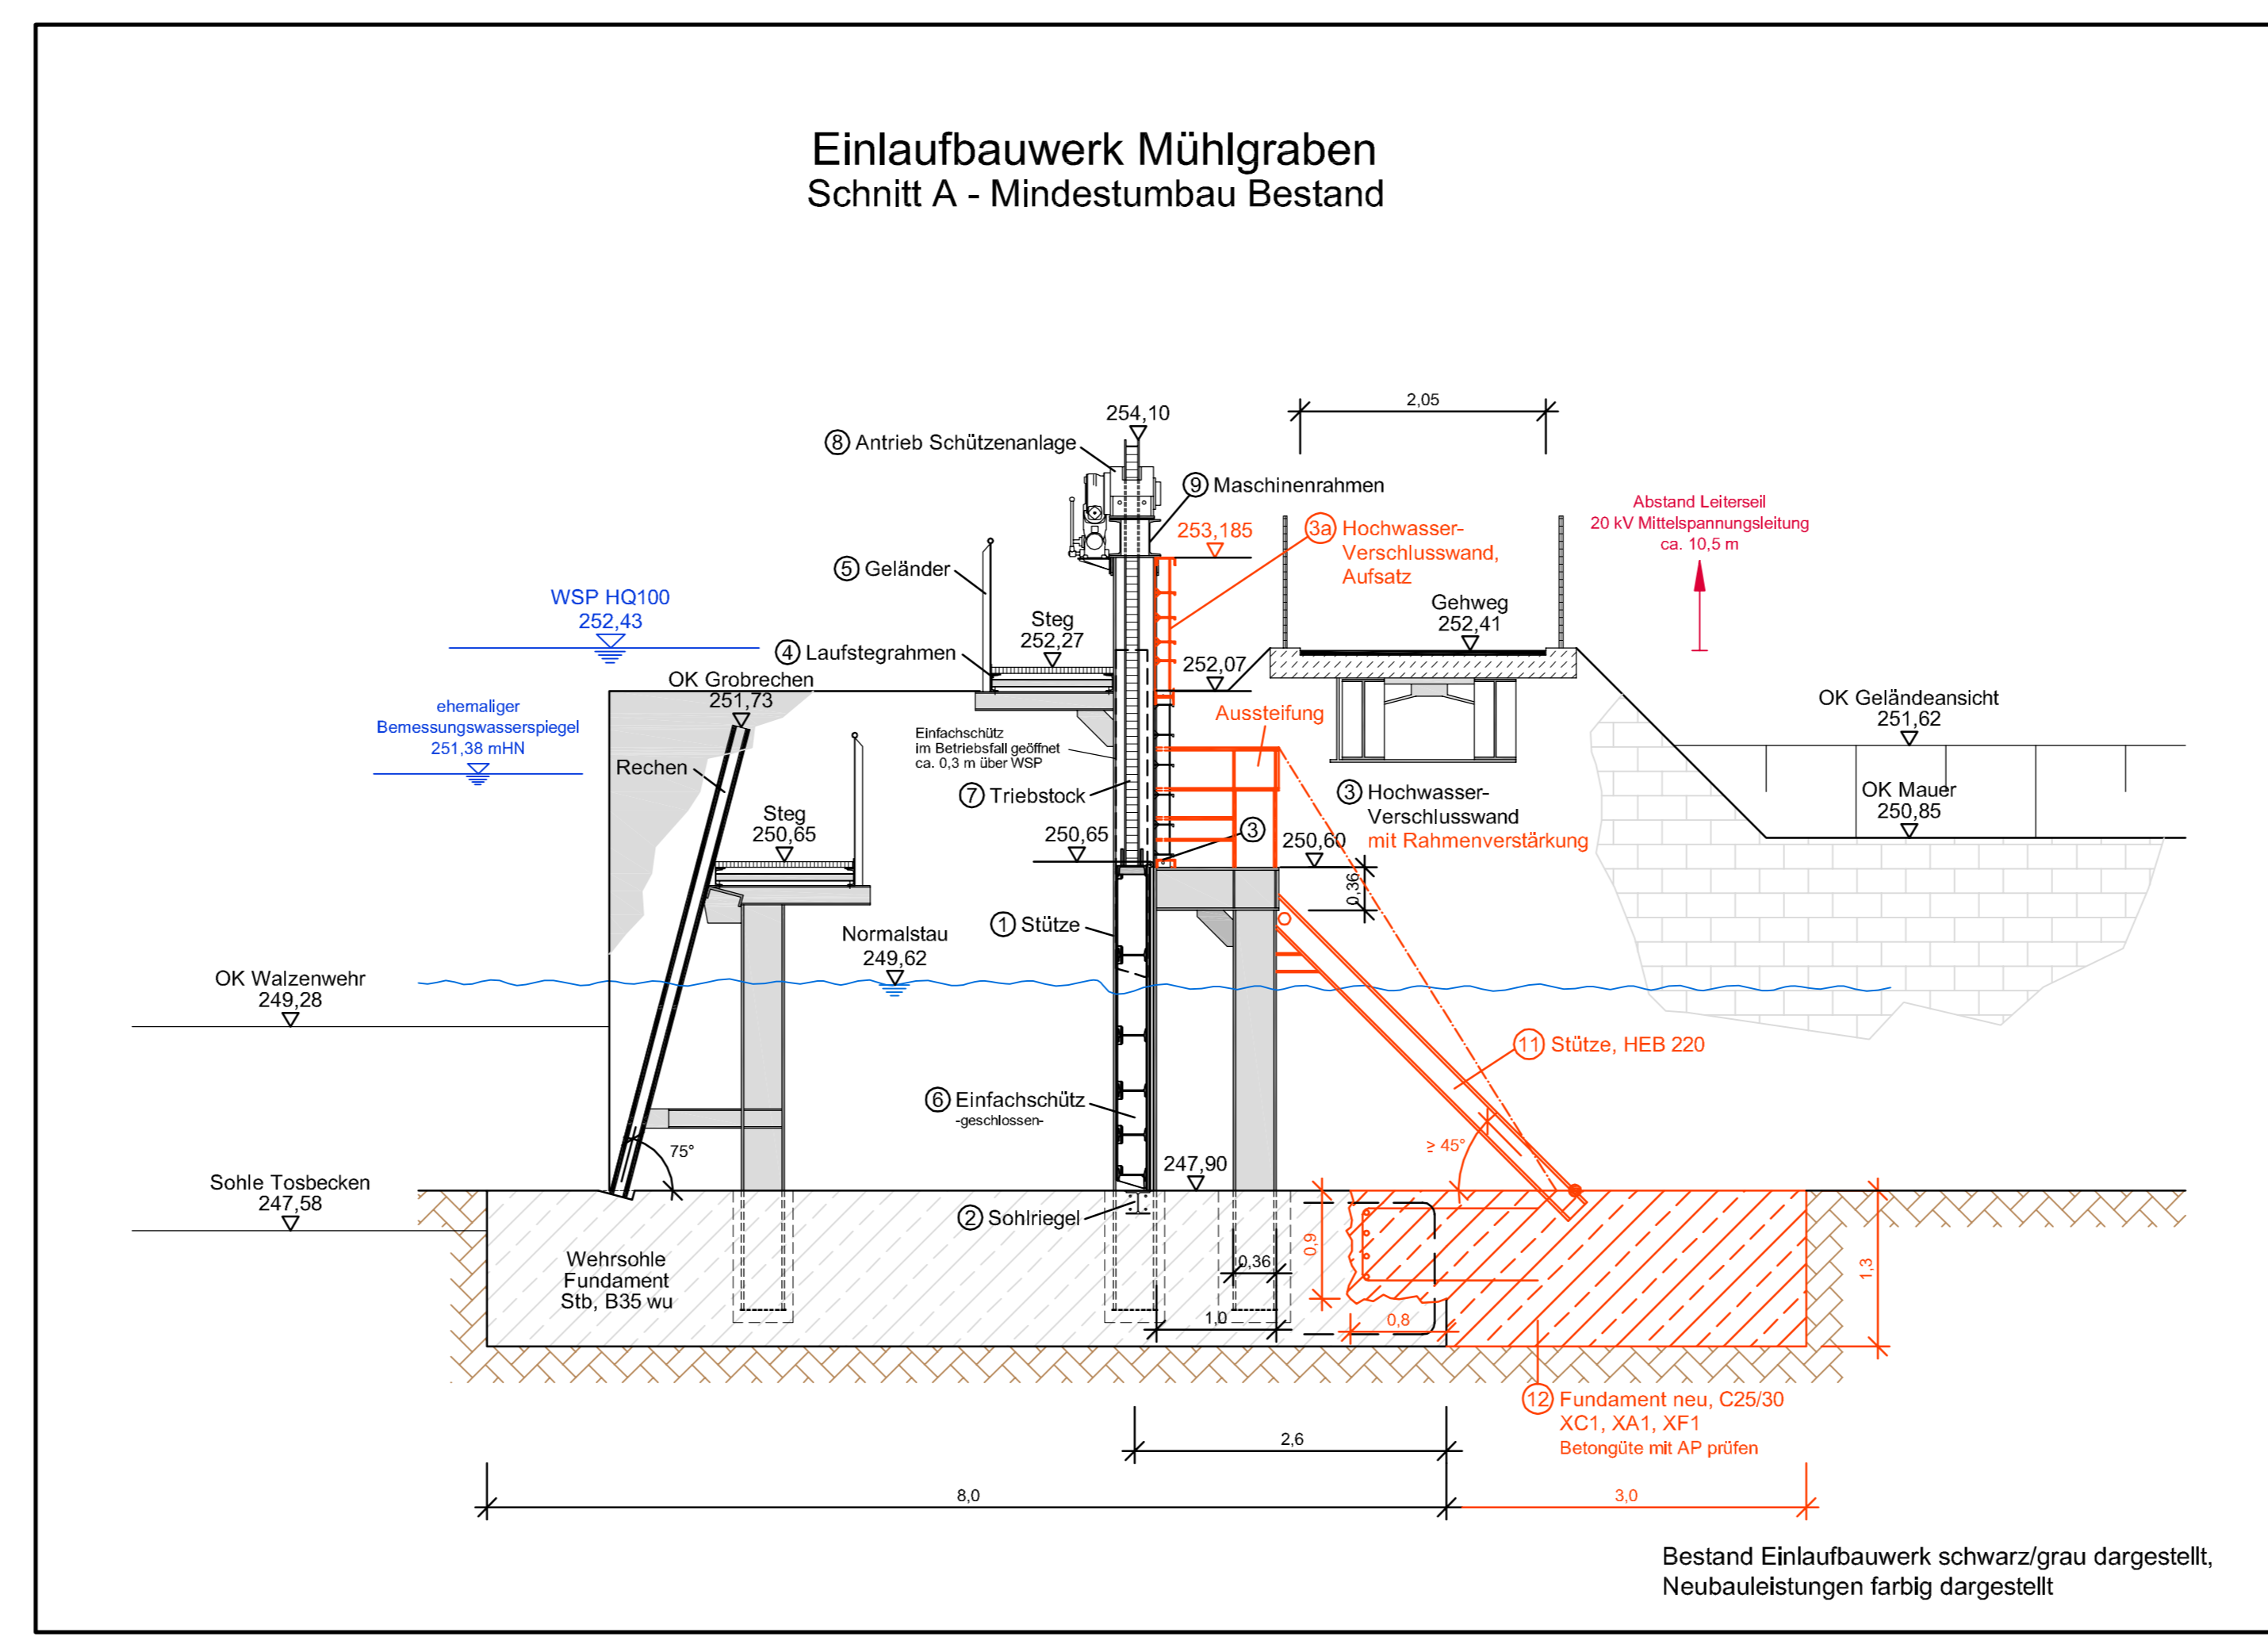 Einlaufbauwerk Mühlgraben
Schnitt A - Mindestumbau Bestand
2,05
254,10
8 Antrieb Schützenanlage
9 Maschinenrahmen
253,185
3a Hochwasser-
Verschlusswand,
Aufsatz
Abstand Leiterseil
20 kV Mittelspannungsleitung
ca. 10,5 m
5 Geländer
WSP HQ100
252,43
Steg
252,27
Gehweg
252,41
4 Laufstegrahmen
252,07
OK Grobrechen
251,73
ehemaliger
Bemessungswasserspiegel
251,38 mHN
OK Geländeansicht
251,62
Aussteifung
Einfachschütz
im Betriebsfall geöffnet
ca. 0,3 m über WSP
Rechen
7 Triebstock
3 Hochwasser-
Verschlusswand
mit Rahmenverstärkung
OK Mauer
250,85
Steg
250,65
250,65
3
250,60
0,36
1 Stütze
Normalstau
249,62
OK Walzenwehr
249,28
11 Stütze, HEB 220
6 Einfachschütz
-geschlossen-
75°
≥ 45°
247,90
Sohle Tosbecken
247,58
2 Sohlriegel
Wehrsohle
Fundament
Stb, B35 wu
0,36
0,9
1,3
1,0
0,8
12 Fundament neu, C25/30
XC1, XA1, XF1
Betongüte mit AP prüfen
2,6
8,0
3,0
Bestand Einlaufbauwerk schwarz/grau dargestellt,
Neubauleistungen farbig dargestellt